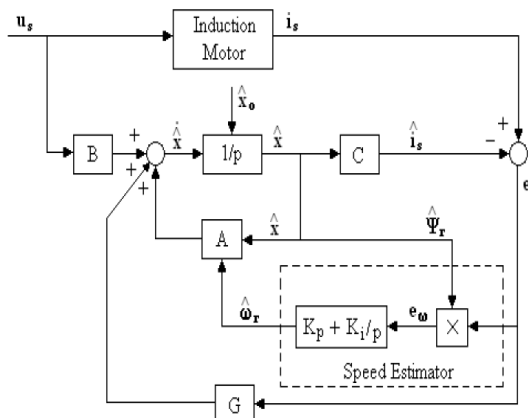 u_s
Induction
Motor
i_s
x̂_o
+
−
B
+
+
+
x̂̇
1/p
x̂
C
î_s
e
A
x̂
Ψ̂_r
ω̂_r
K_p + K_i/p
e_ω
X
Speed Estimator
G